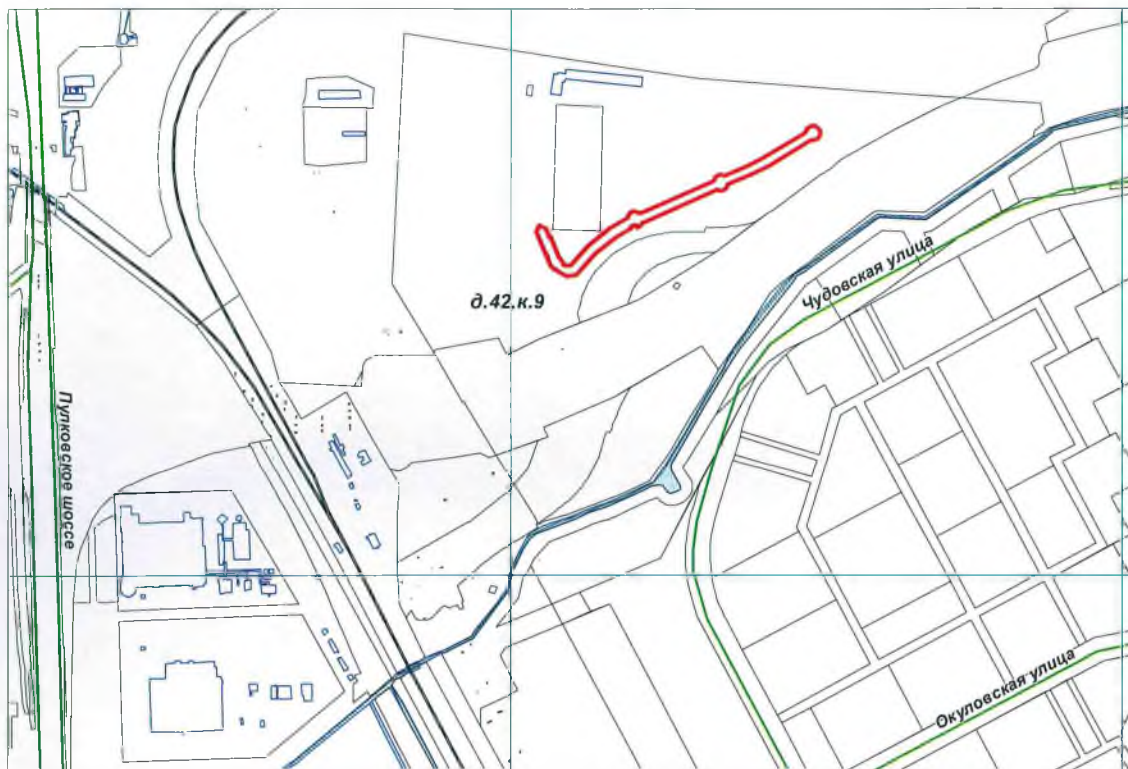 Чудовская улица
д.42,к.9
Пулковское шоссе
Окуловская улица